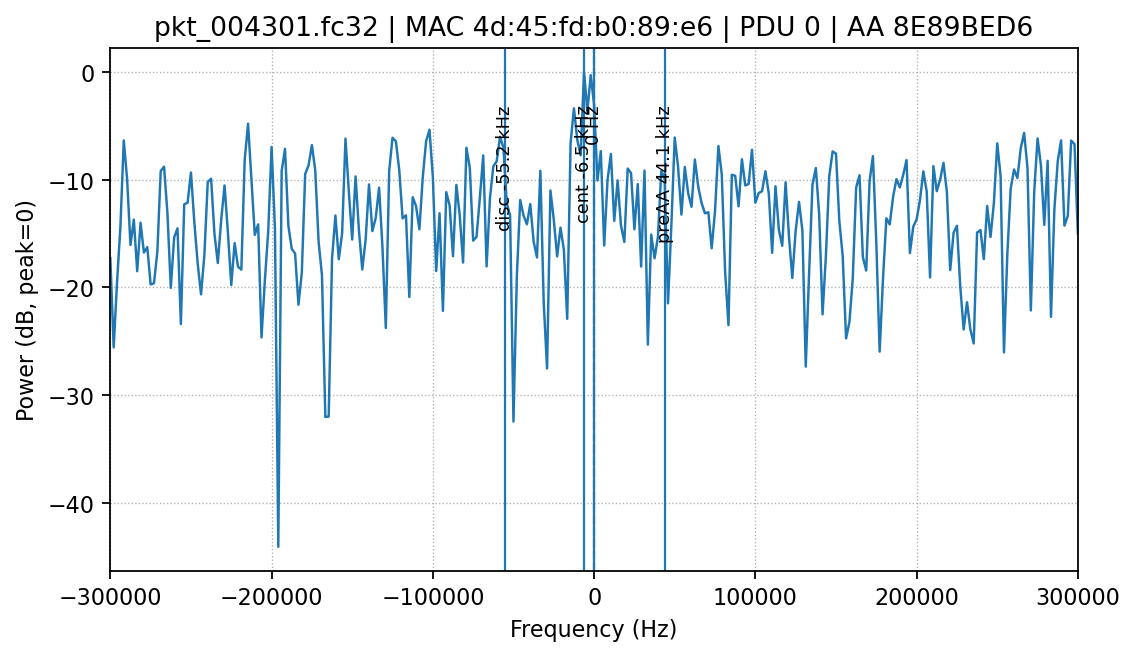 pkt_004301.fc32 | MAC 4d:45:fd:b0:89:e6 | PDU 0 | AA 8E89BED6
Power (dB, peak=0)
0
−10
−20
−30
−40
disc -55.2 kHz
cent -6.5 kHz
0 Hz
preAA 44.1 kHz
−300000
−200000
−100000
0
100000
200000
300000
Frequency (Hz)